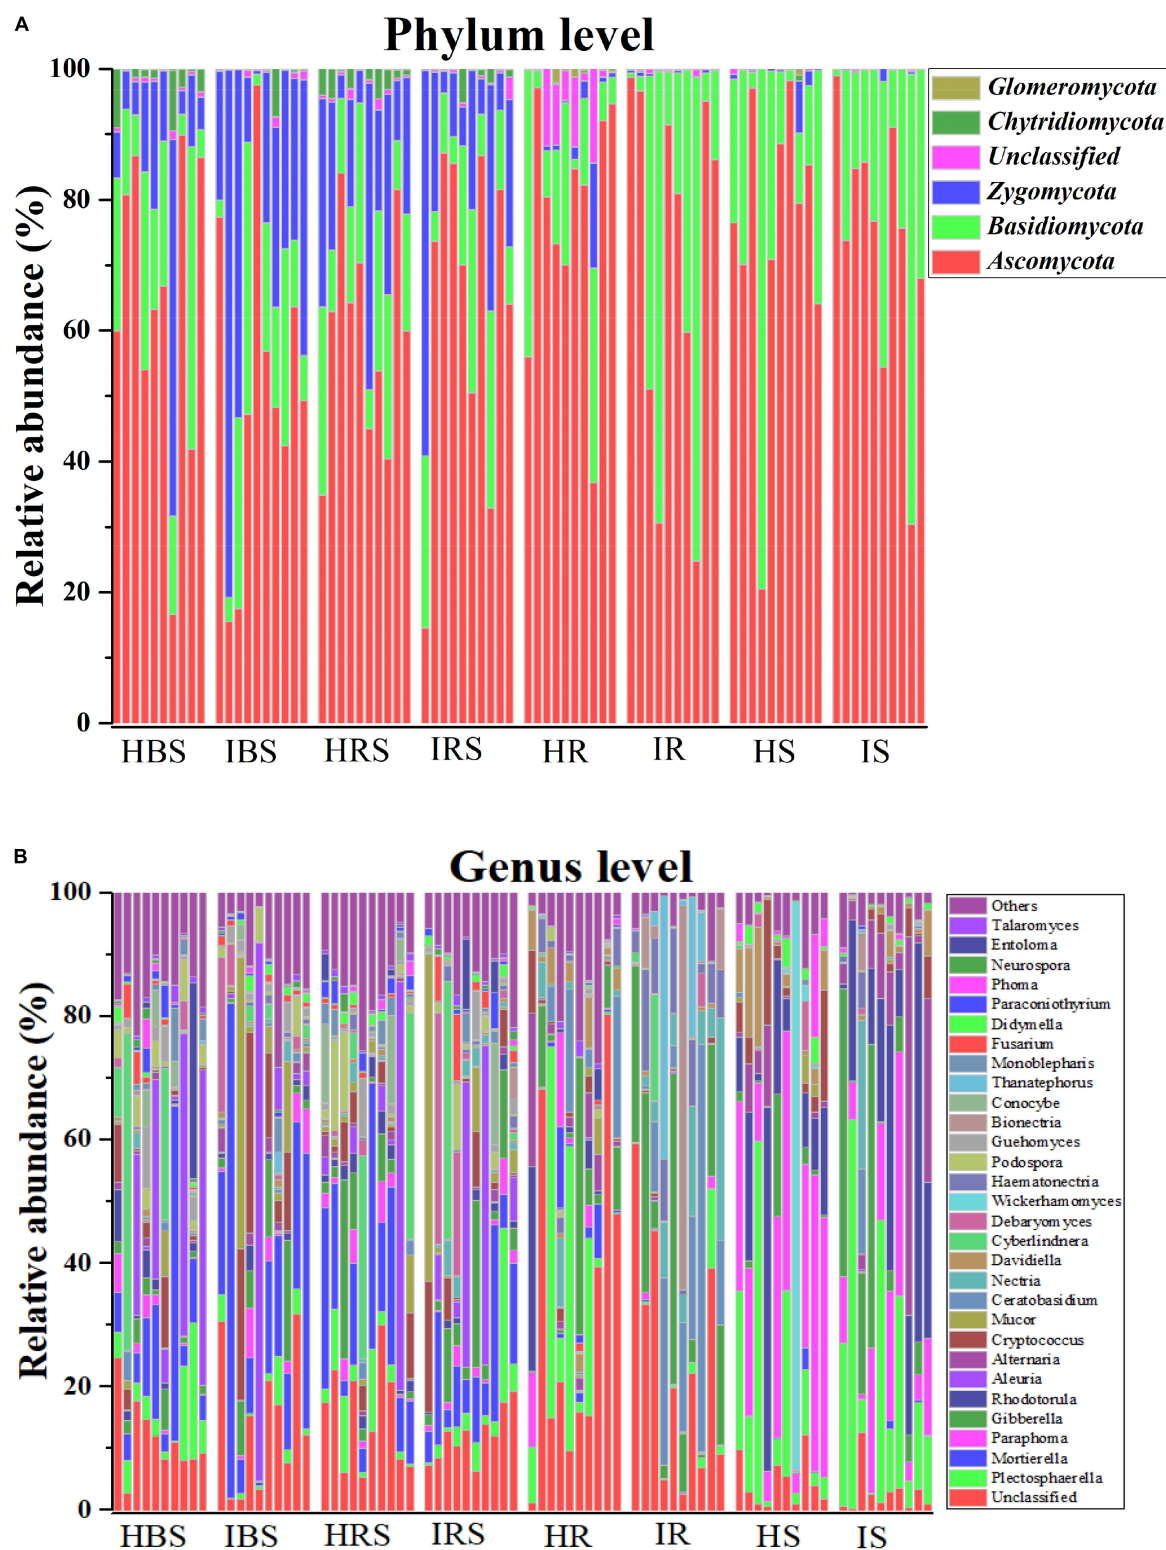 A
Phylum level
Relative abundance (%)
100
80
60
40
20
0
HBS IBS HRS IRS HR IR HS IS
Glomeromycota
Chytridiomycota
Unclassified
Zygomycota
Basidiomycota
Ascomycota
B
Genus level
Relative abundance (%)
100
80
60
40
20
0
HBS IBS HRS IRS HR IR HS IS
Others
Talaromyces
Entoloma
Neurospora
Phoma
Paraconiothyrium
Didymella
Fusarium
Monoblepharis
Thanatephorus
Conocybe
Bionectria
Guehomyces
Podospora
Haematonectria
Wickerhamomyces
Debaryomyces
Cyberlindnera
Davidiella
Nectria
Ceratobasidium
Mucor
Cryptococcus
Alternaria
Aleuria
Rhodotorula
Gibberella
Paraphoma
Mortierella
Plectosphaerella
Unclassified